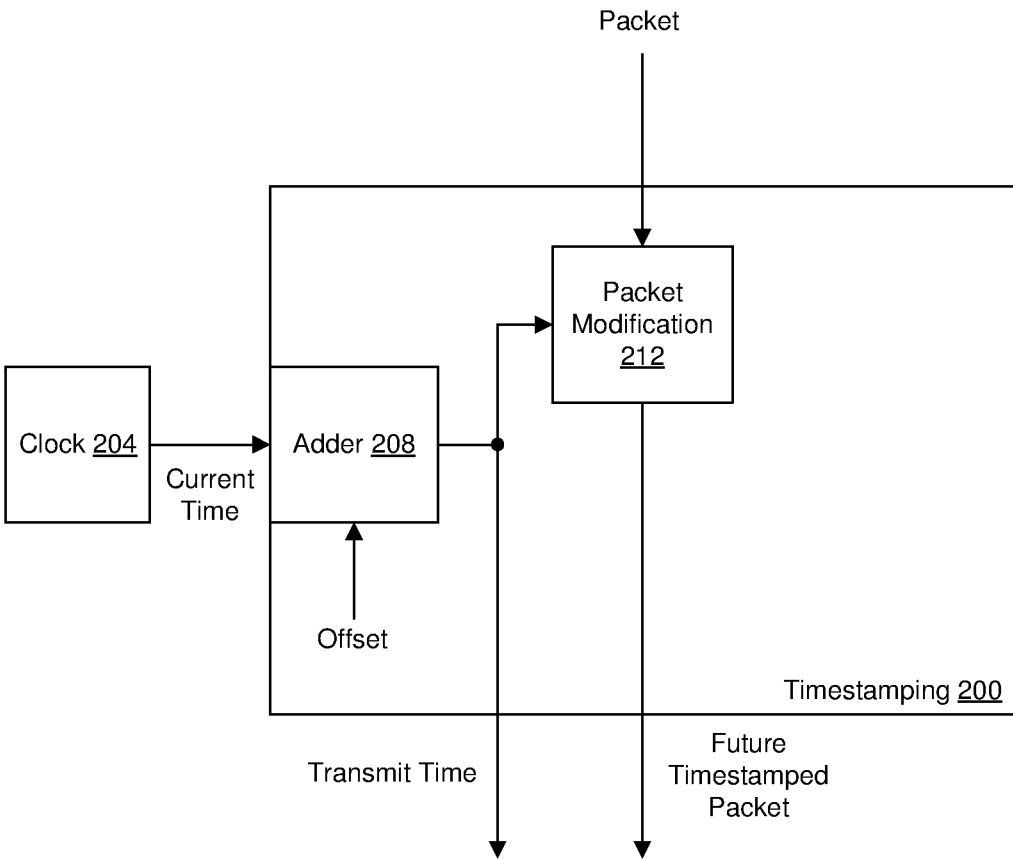 Packet
Packet
Modification
212
Clock 204
Adder 208
Current
Time
Offset
Timestamping 200
Transmit Time
Future
Timestamped
Packet